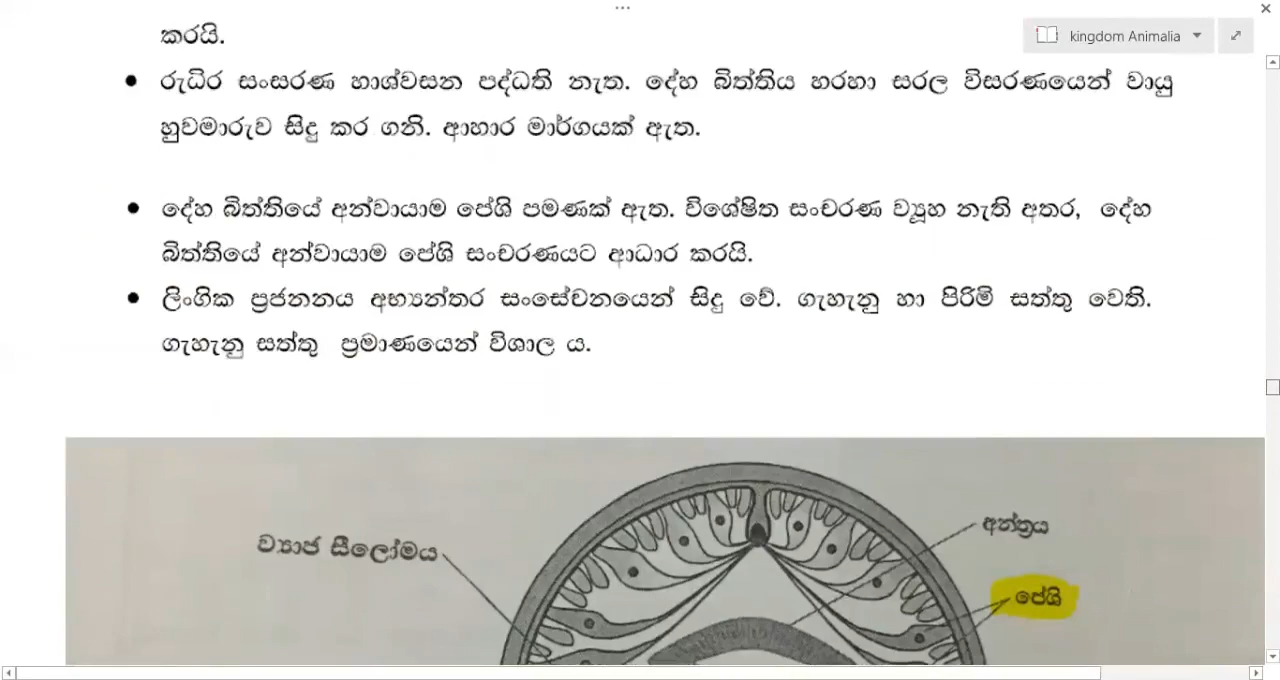 kingdom Animalia
කරයි.
● රුධිර සංසරණ හාශ්වසන පද්ධති නැත. දේහ බිත්තිය හරහා සරල විසරණයෙන් වායු
හුවමාරුව සිදු කර ගනී. ආහාර මාර්ගයක් ඇත.
● දේහ බිත්තියේ අන්වායාම පේශි පමණක් ඇත. විශේෂිත සංචරණ ව්‍යූහ නැති අතර, දේහ
බිත්තියේ අන්වායාම පේශි සංචරණයට ආධාර කරයි.
● ලිංගික ප්‍රජනනය අභ්‍යන්තර සංසේචනයෙන් සිදු වේ. ගැහැනු හා පිරිමි සත්තු වෙති.
ගැහැනු සත්තු ප්‍රමාණයෙන් විශාල ය.
අන්ත්‍රය
ව්‍යාජ සීලෝමය
පේශි